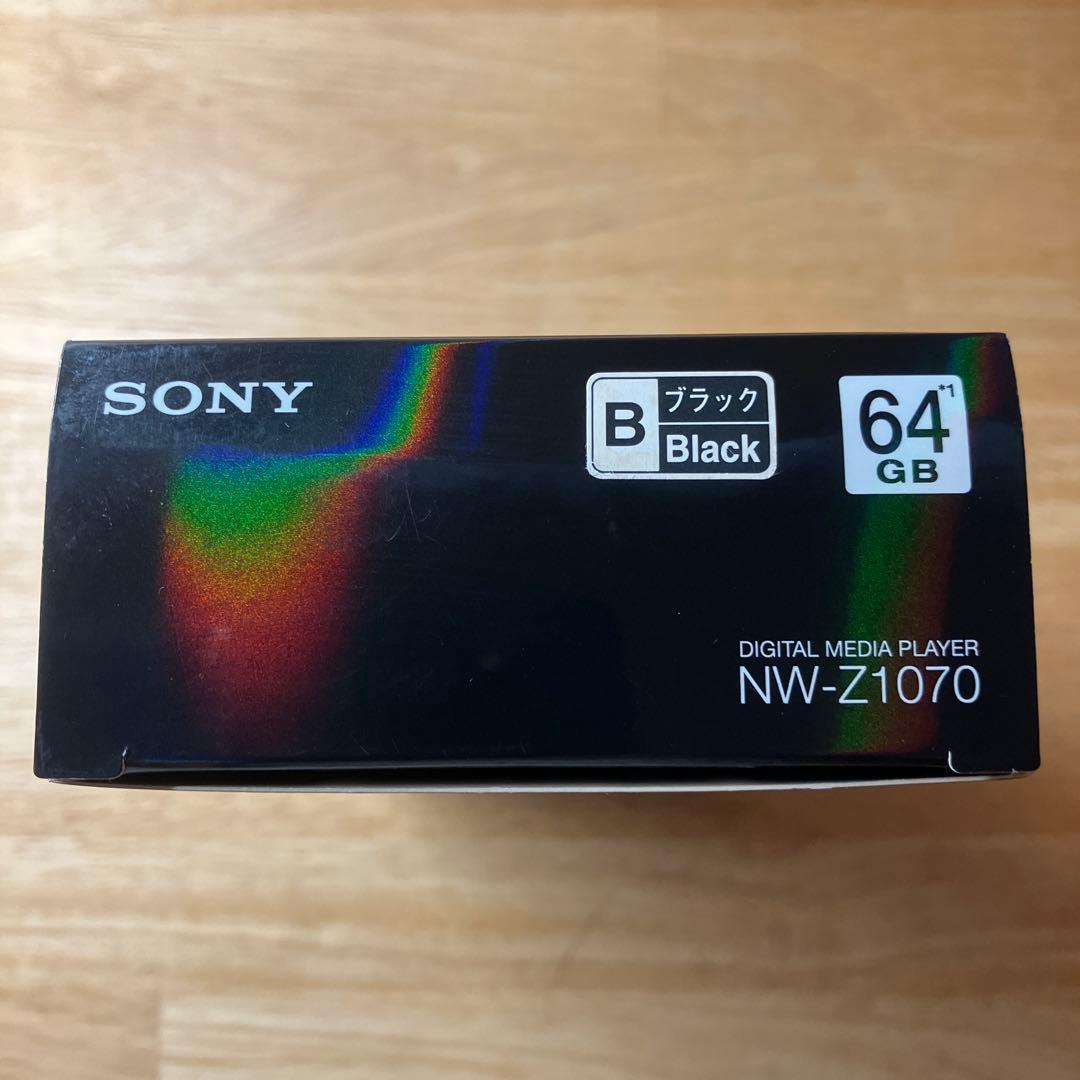 SONY
B
ブラック
Black
64*1
GB
DIGITAL MEDIA PLAYER
NW-Z1070